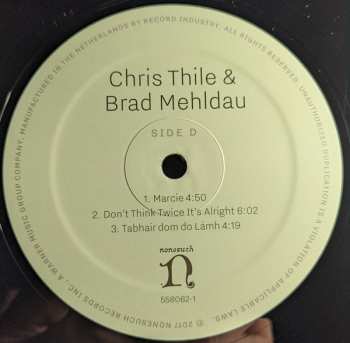 Chris Thile &
Brad Mehldau
SIDE D
1. Marcie 4:50
2. Don't Think Twice It's Alright 6:02
3. Tabhair dom do Lámh 4:19
nonesuch
n
558062-1
℗© 2017 NONESUCH RECORDS INC. A WARNER MUSIC GROUP COMPANY. MANUFACTURED IN THE NETHERLANDS BY RECORD INDUSTRY. ALL RIGHTS RESERVED. UNAUTHORIZED DUPLICATION IS A VIOLATION OF APPLICABLE LAWS.